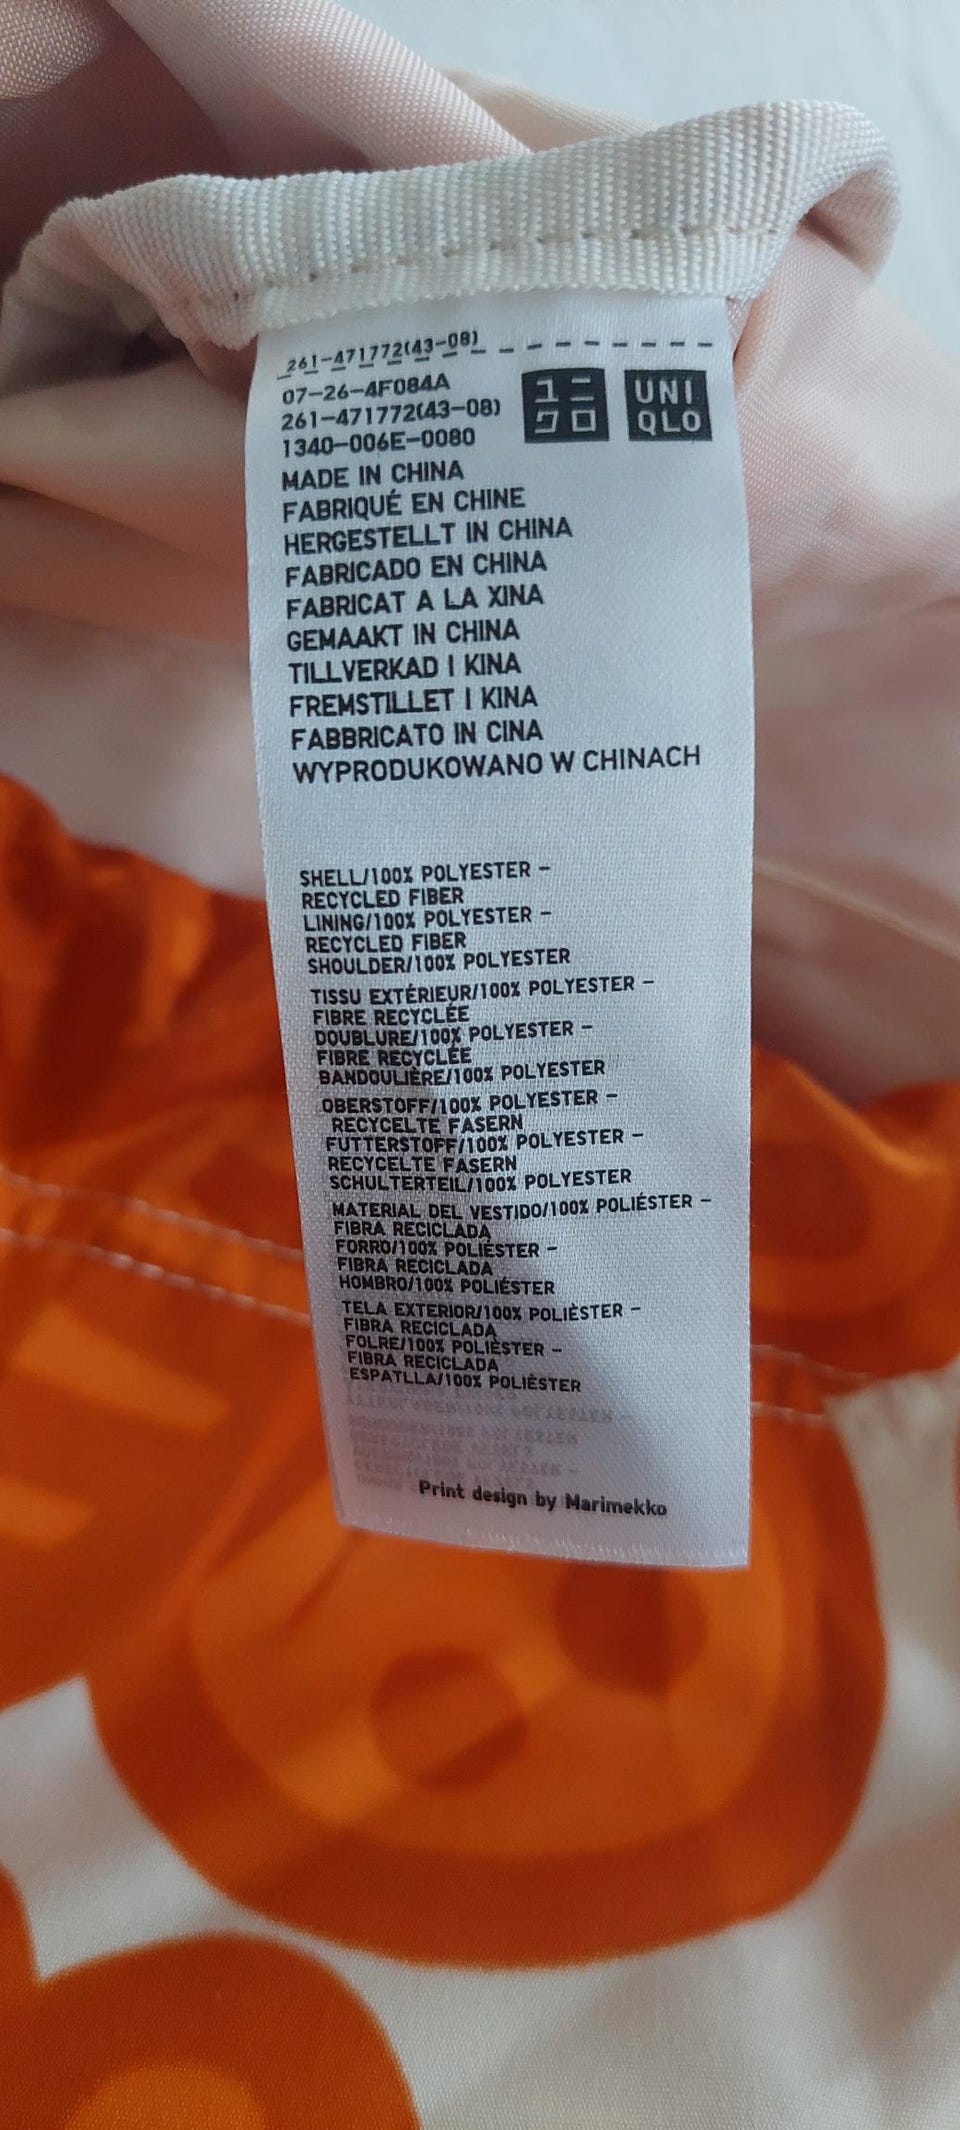 261-471772(43-08)
07-26-4F084A
261-471772(43-08)
1340-006E-0080
ユニ
クロ
UNI
QLO
MADE IN CHINA
FABRIQUÉ EN CHINE
HERGESTELLT IN CHINA
FABRICADO EN CHINA
FABRICAT A LA XINA
GEMAAKT IN CHINA
TILLVERKAD I KINA
FREMSTILLET I KINA
FABBRICATO IN CINA
WYPRODUKOWANO W CHINACH
SHELL/100% POLYESTER -
RECYCLED FIBER
LINING/100% POLYESTER -
RECYCLED FIBER
SHOULDER/100% POLYESTER
TISSU EXTÉRIEUR/100% POLYESTER -
FIBRE RECYCLÉE
DOUBLURE/100% POLYESTER -
FIBRE RECYCLÉE
BANDOULIÈRE/100% POLYESTER
OBERSTOFF/100% POLYESTER -
RECYCELTE FASERN
FUTTERSTOFF/100% POLYESTER -
RECYCELTE FASERN
SCHULTERTEIL/100% POLYESTER
MATERIAL DEL VESTIDO/100% POLIÉSTER -
FIBRA RECICLADA
FORRO/100% POLIÉSTER -
FIBRA RECICLADA
HOMBRO/100% POLIÉSTER
TELA EXTERIOR/100% POLIÈSTER -
FIBRA RECICLADA
FOLRE/100% POLIÈSTER -
FIBRA RECICLADA
ESPATLLA/100% POLIÈSTER
Print design by Marimekko